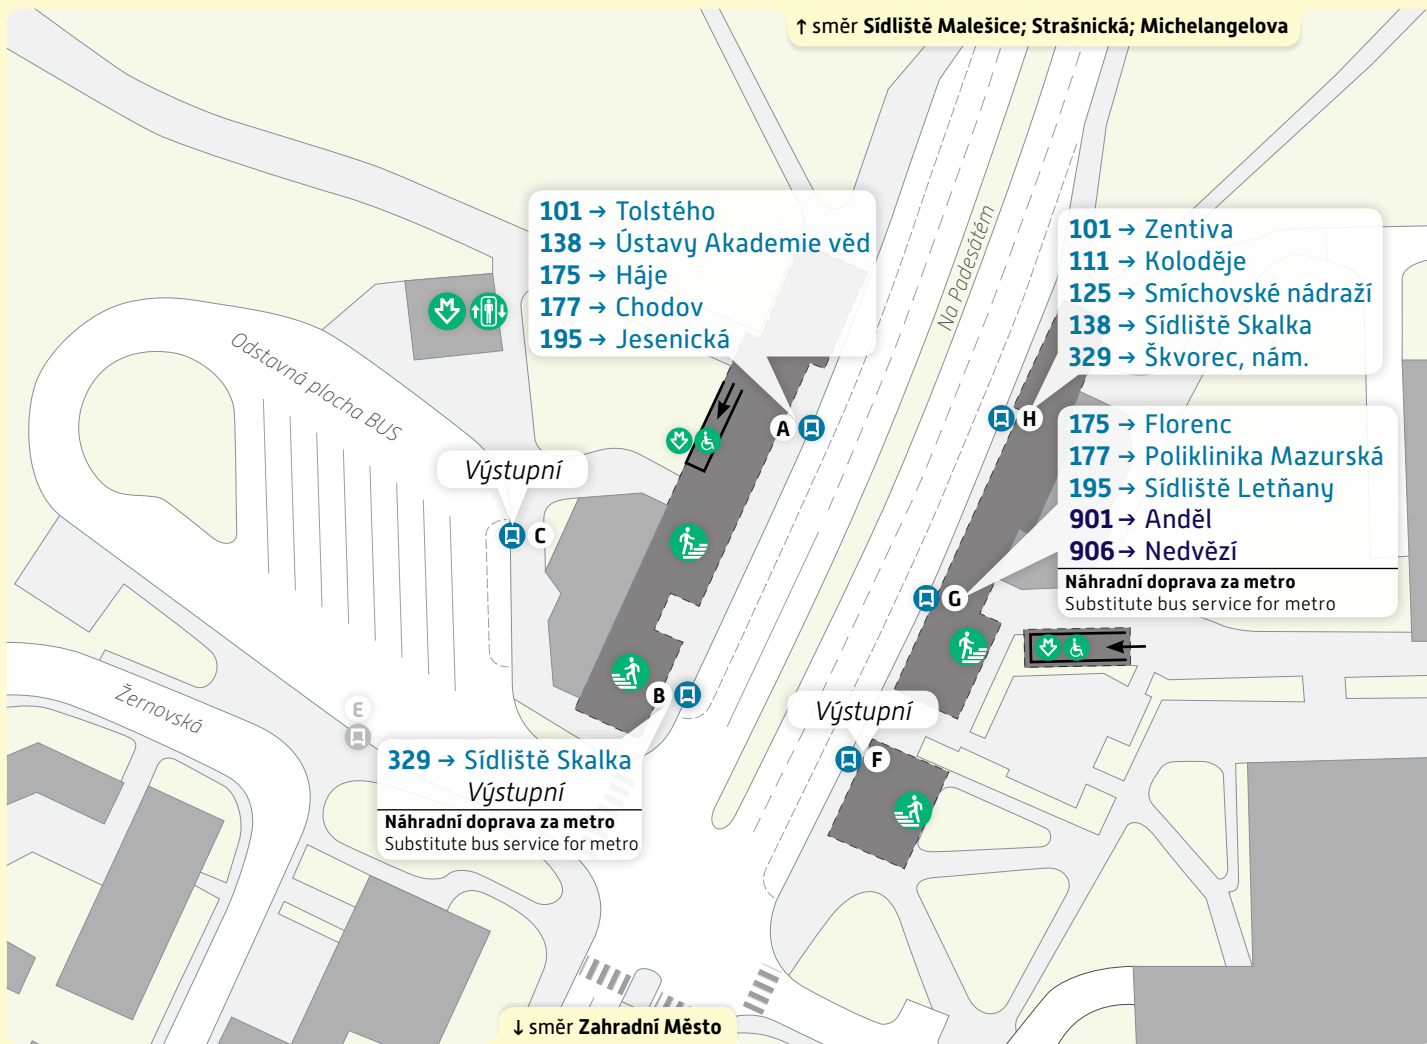 ↑ směr Sídliště Malešice; Strašnická; Michelangelova
101 → Tolstého
138 → Ústavy Akademie věd
175 → Háje
177 → Chodov
195 → Jesenická
Na Padesátém
101 → Zentiva
111 → Koloděje
125 → Smíchovské nádraží
138 → Sídliště Skalka
329 → Škvorec, nám.
M
Odstavná plocha BUS
A
H
M
175 → Florenc
177 → Poliklinika Mazurská
195 → Sídliště Letňany
901 → Anděl
906 → Nedvězí
Náhradní doprava za metro
Substitute bus service for metro
Výstupní
C
G
M
B
Žernovská
E
Výstupní
F
329 → Sídliště Skalka
Výstupní
Náhradní doprava za metro
Substitute bus service for metro
↓ směr Zahradní Město